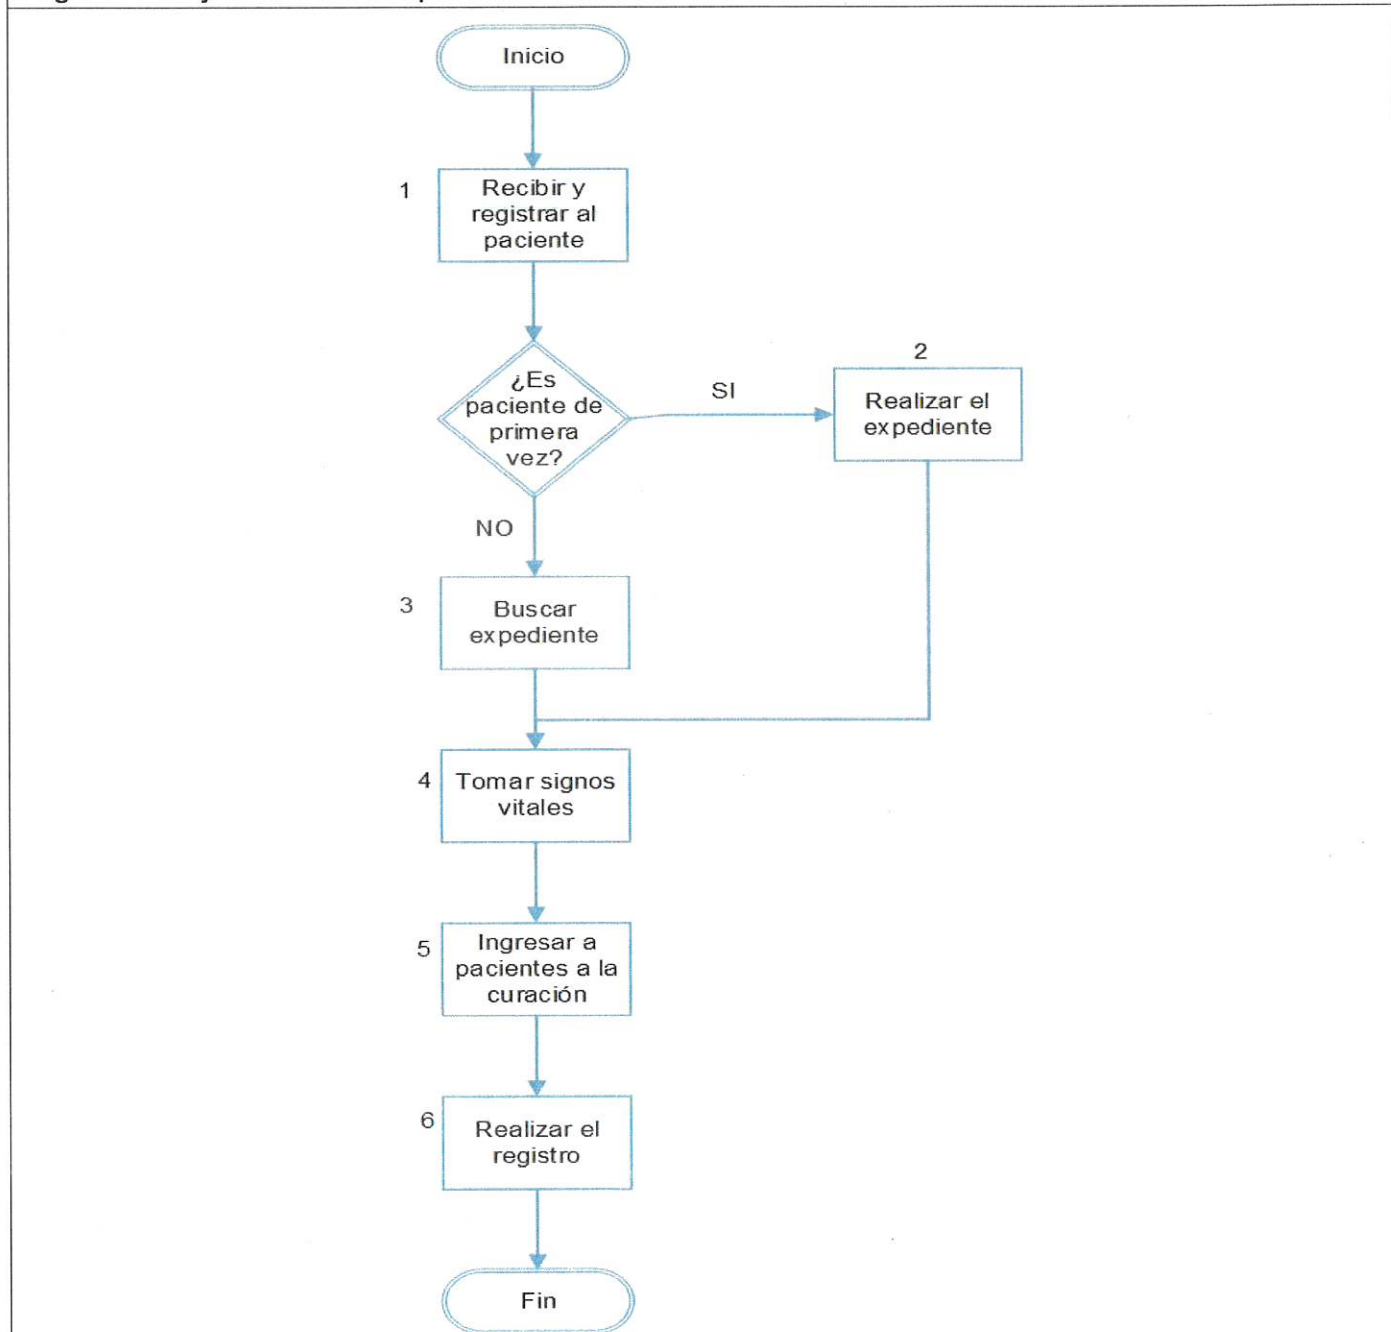 Inicio
1
Recibir y
registrar al
paciente
¿Es
paciente de
primera
vez?
SI
2
Realizar el
expediente
NO
3
Buscar
expediente
4
Tomar signos
vitales
5
Ingresar a
pacientes a la
curación
6
Realizar el
registro
Fin